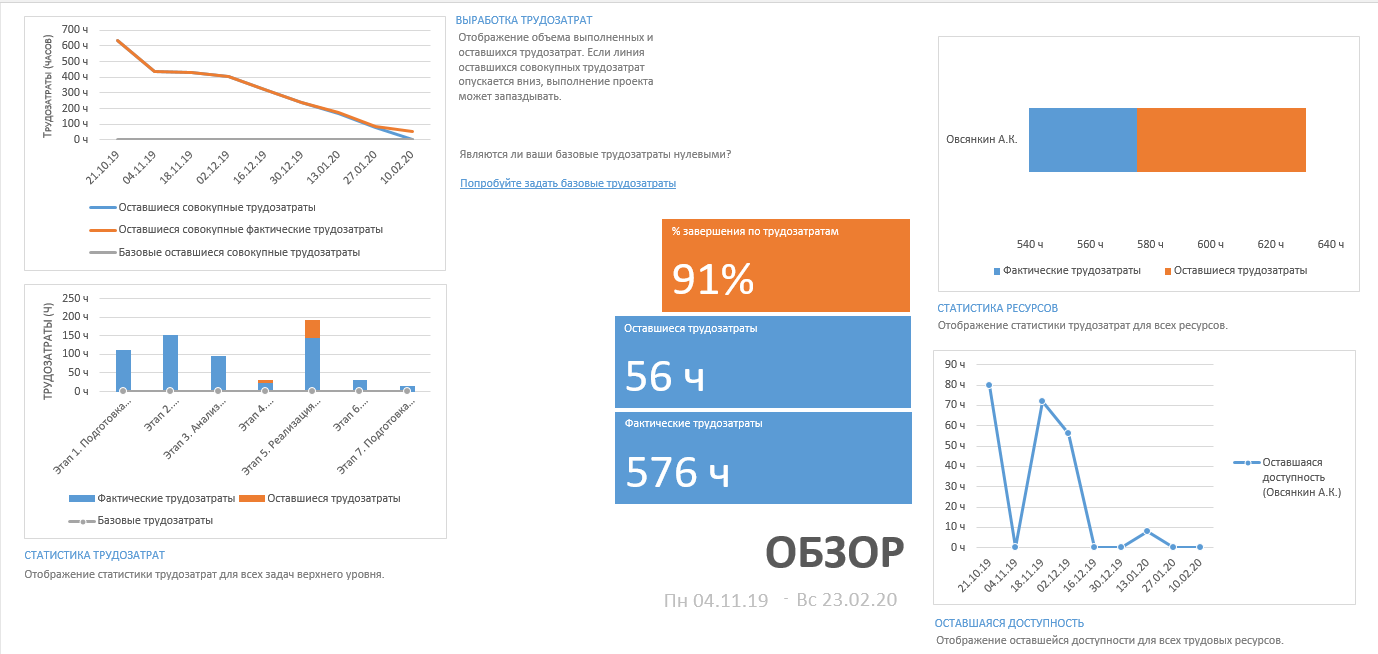 700 ч
600 ч
500 ч
400 ч
300 ч
200 ч
100 ч
0 ч
ТРУДОЗАТРАТЫ (ЧАСОВ)
21.10.19
04.11.19
18.11.19
02.12.19
16.12.19
30.12.19
13.01.20
27.01.20
10.02.20
Оставшиеся совокупные трудозатраты
Оставшиеся совокупные фактические трудозатраты
Базовые оставшиеся совокупные трудозатраты
ВЫРАБОТКА ТРУДОЗАТРАТ
Отображение объема выполненных и
оставшихся трудозатрат. Если линия
оставшихся совокупных трудозатрат
опускается вниз, выполнение проекта
может запаздывать.
Являются ли ваши базовые трудозатраты нулевыми?
Попробуйте задать базовые трудозатраты
250 ч
200 ч
150 ч
100 ч
50 ч
0 ч
ТРУДОЗАТРАТЫ (Ч)
Этап 1. Подготовка...
Этап 2....
Этап 3. Анализ...
Этап 4....
Этап 5. Реализация...
Этап 6....
Этап 7. Подготовка...
Фактические трудозатраты
Оставшиеся трудозатраты
Базовые трудозатраты
СТАТИСТИКА ТРУДОЗАТРАТ
Отображение статистики трудозатрат для всех задач верхнего уровня.
% завершения по трудозатратам
91%
Оставшиеся трудозатраты
56 ч
Фактические трудозатраты
576 ч
ОБЗОР
Пн 04.11.19 - Вс 23.02.20
Овсянкин А.К.
540 ч
560 ч
580 ч
600 ч
620 ч
640 ч
Фактические трудозатраты
Оставшиеся трудозатраты
СТАТИСТИКА РЕСУРСОВ
Отображение статистики трудозатрат для всех ресурсов.
90 ч
80 ч
70 ч
60 ч
50 ч
40 ч
30 ч
20 ч
10 ч
0 ч
21.10.19
04.11.19
18.11.19
02.12.19
16.12.19
30.12.19
13.01.20
27.01.20
10.02.20
Оставшаяся
доступность
(Овсянкин А.К.)
ОСТАВШАЯСЯ ДОСТУПНОСТЬ
Отображение оставшейся доступности для всех трудовых ресурсов.